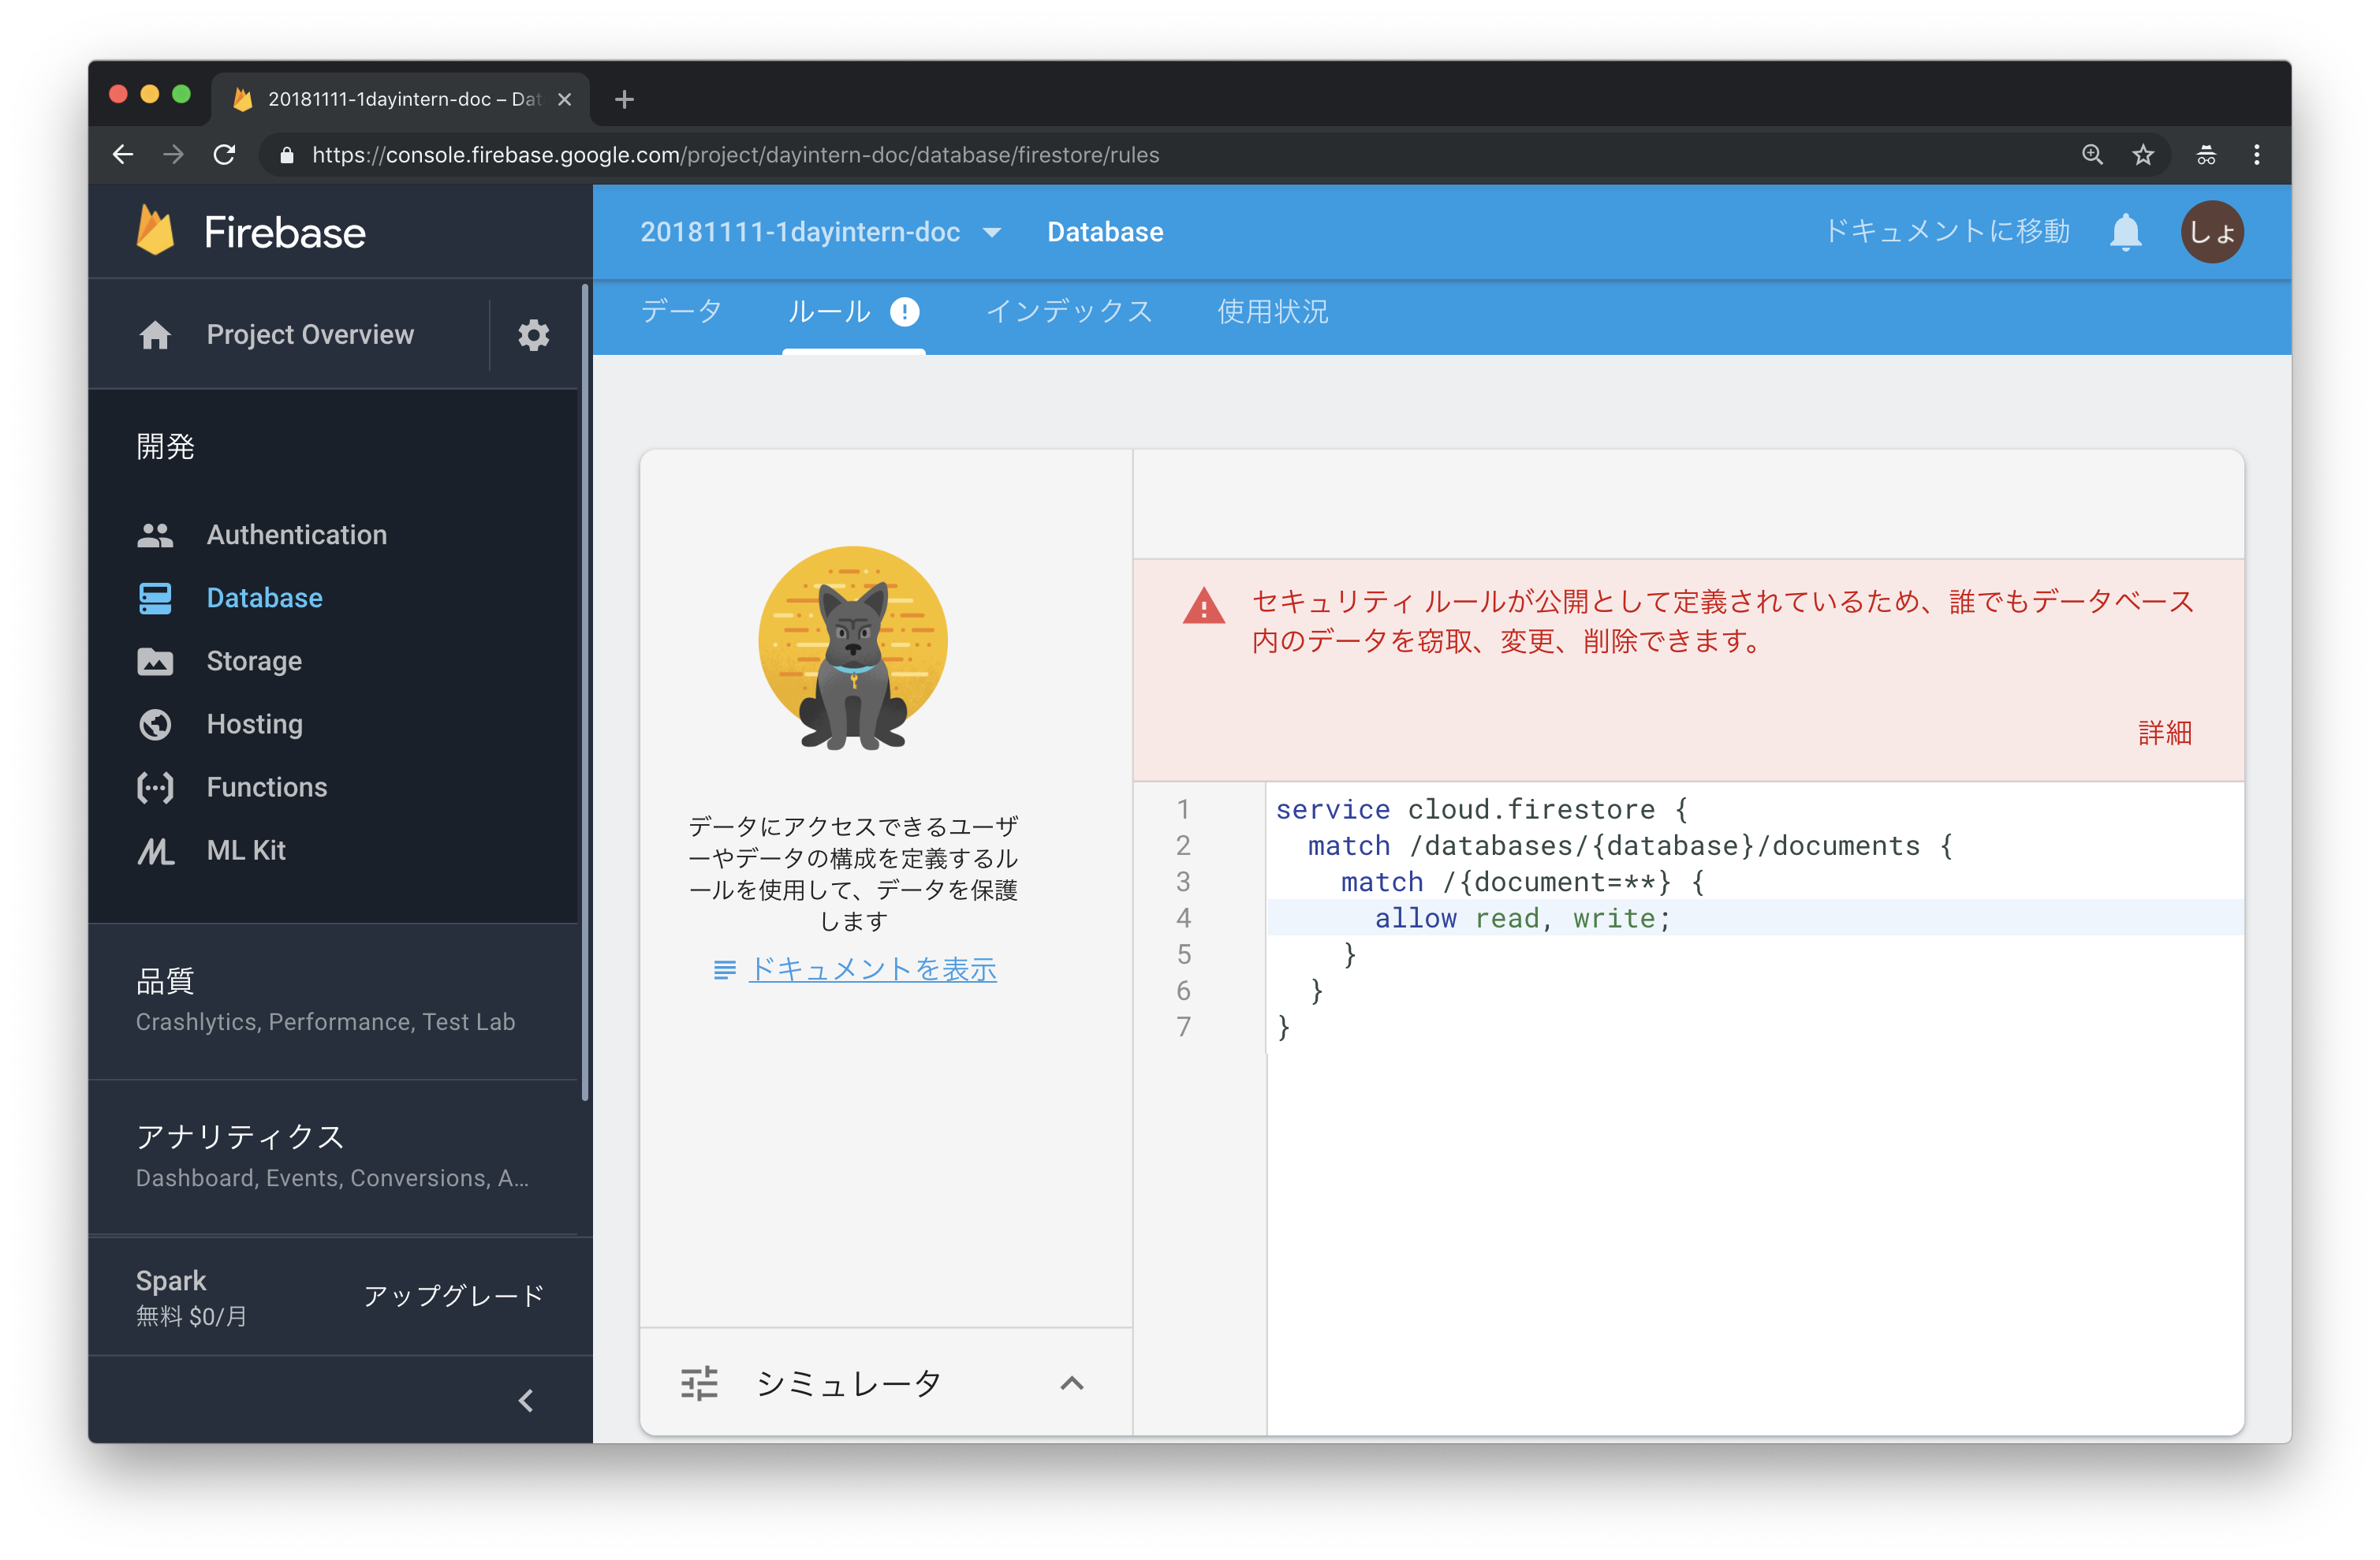 20181111-1dayintern-doc – Dat
https://console.firebase.google.com/project/dayintern-doc/database/firestore/rules
Firebase
20181111-1dayintern-doc
Database
ドキュメントに移動
しょ
Project Overview
データ
ルール
インデックス
使用状況
開発
Authentication
Database
Storage
Hosting
Functions
ML Kit
品質
Crashlytics, Performance, Test Lab
アナリティクス
Dashboard, Events, Conversions, A...
Spark
無料 $0/月
アップグレード
データにアクセスできるユーザ
ーやデータの構成を定義するル
ールを使用して、データを保護
します
ドキュメントを表示
シミュレータ
セキュリティ ルールが公開として定義されているため、誰でもデータベース
内のデータを窃取、変更、削除できます。
詳細
1 service cloud.firestore {
2 match /databases/{database}/documents {
3 match /{document=**} {
4 allow read, write;
5 }
6 }
7 }